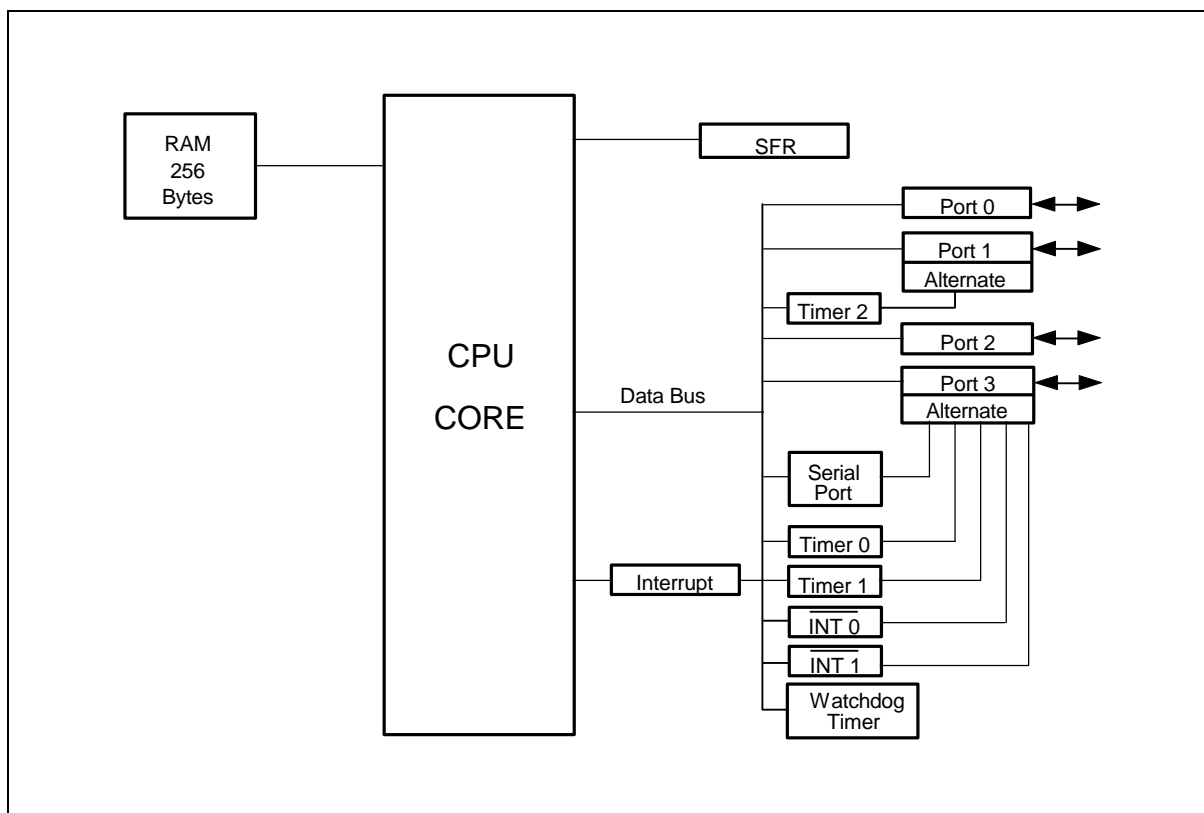 RAM
256
Bytes
CPU
CORE
SFR
Port 0
Port 1
Alternate
Timer 2
Port 2
Port 3
Alternate
Data Bus
Serial
Port
Timer 0
Interrupt
Timer 1
INT 0
INT 1
Watchdog
Timer